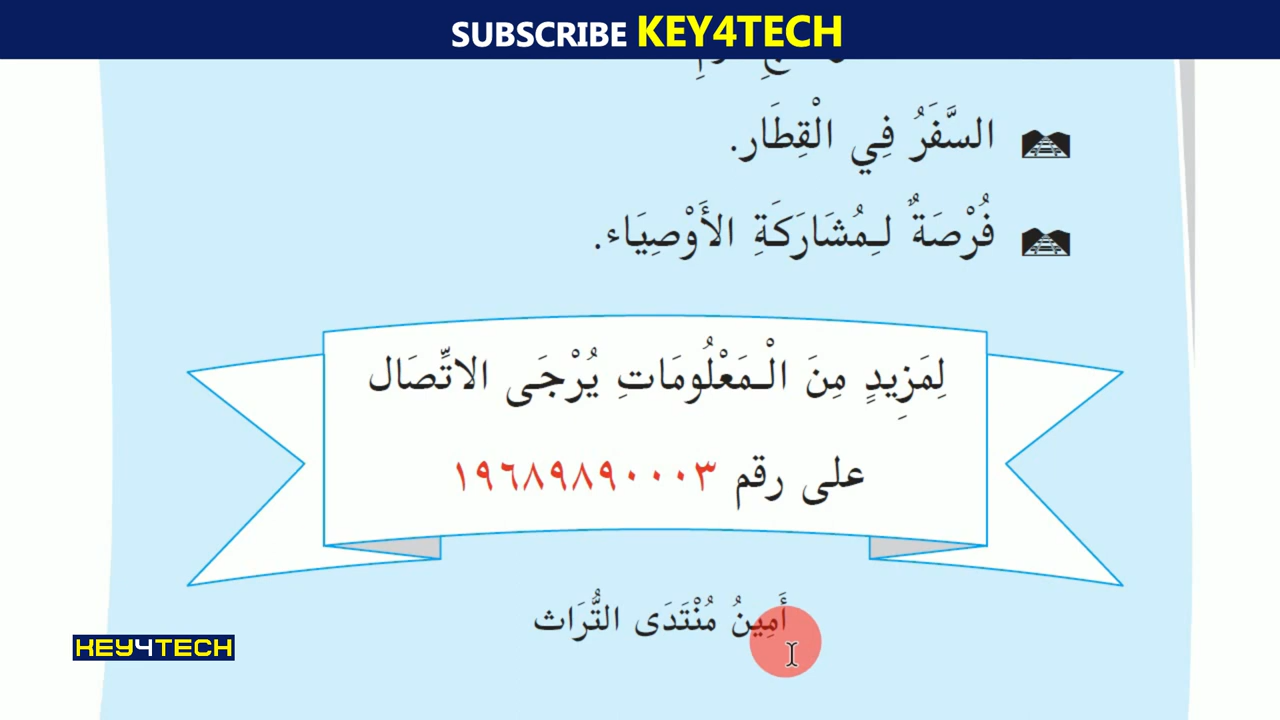 SUBSCRIBE KEY4TECH
السَّفَرُ فِي الْقِطَار.
فُرْصَةٌ لِـمُشَارَكَةِ الأَوْصِيَاء.
لِمَزِيدٍ مِنَ الْـمَعْلُومَاتِ يُرْجَـى الاتِّصَال
على رقم ١٩٦٨٩٨٩٠٠٠٣
أَمِينُ مُنْتَدَى التُّرَاث
KEY4TECH